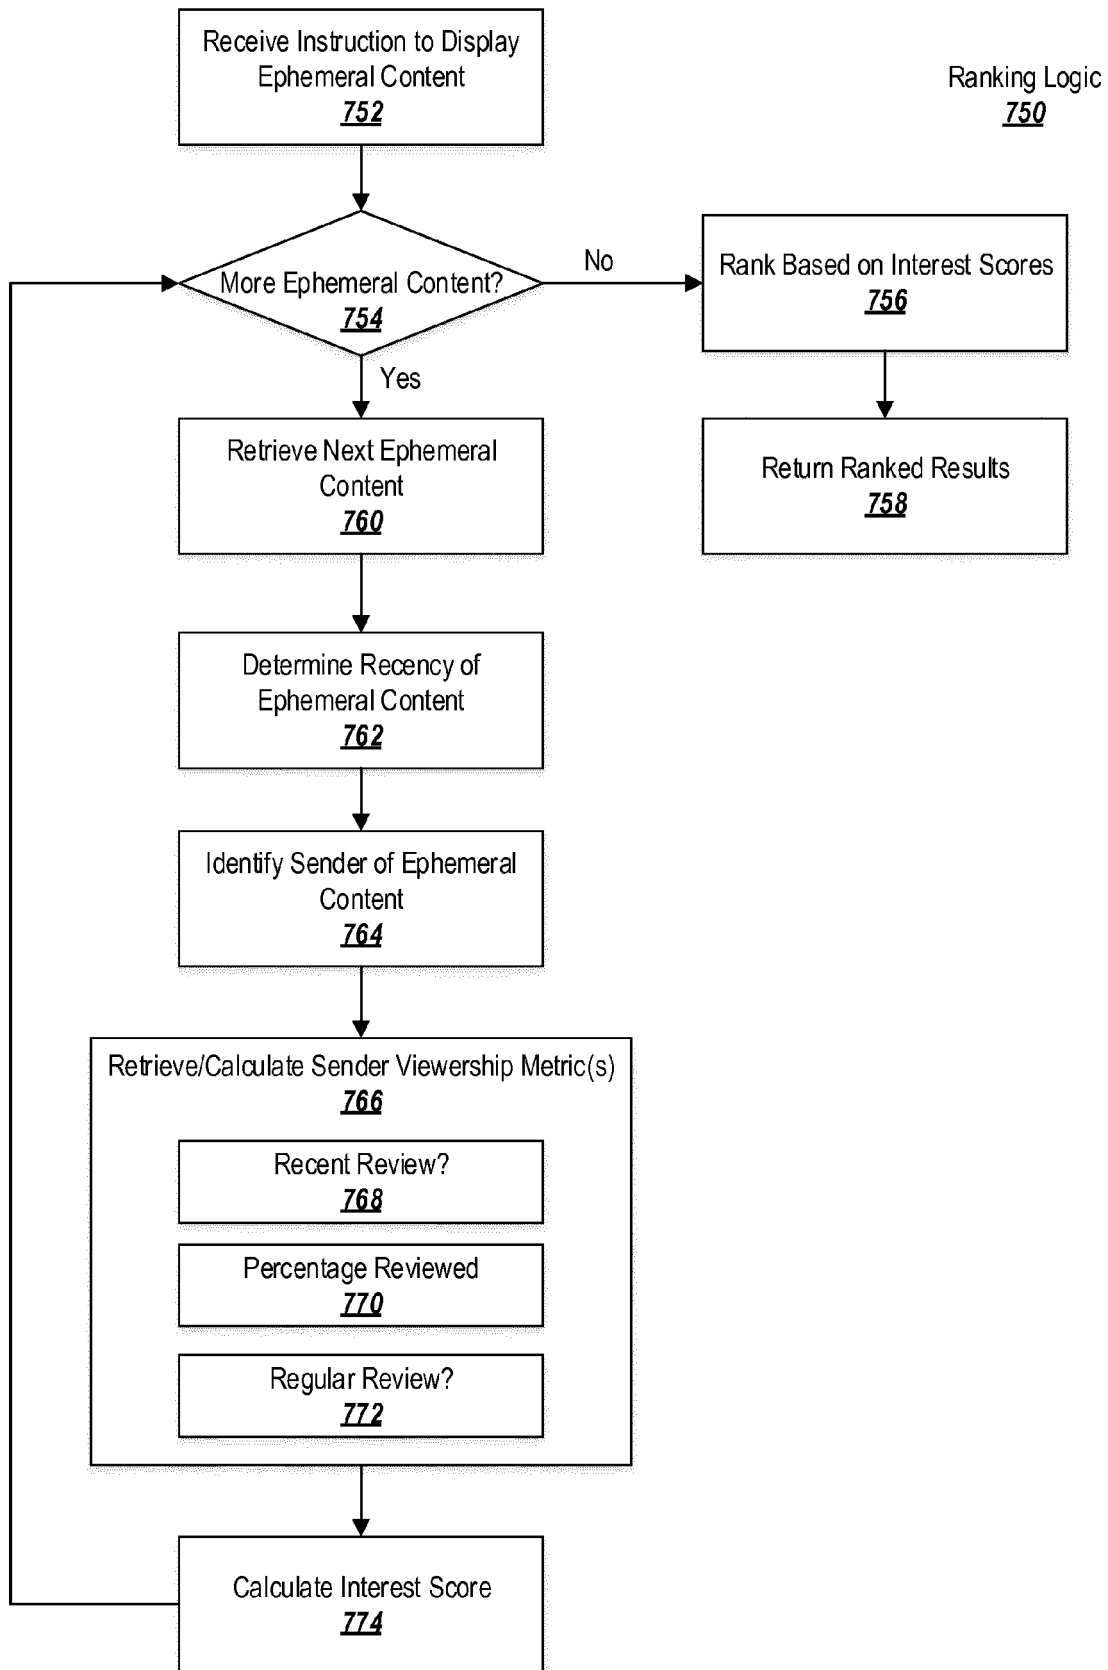 Receive Instruction to Display
Ephemeral Content
752
Ranking Logic
750
More Ephemeral Content?
754
No
Rank Based on Interest Scores
756
Yes
Retrieve Next Ephemeral
Content
760
Return Ranked Results
758
Determine Recency of
Ephemeral Content
762
Identify Sender of Ephemeral
Content
764
Retrieve/Calculate Sender Viewership Metric(s)
766
Recent Review?
768
Percentage Reviewed
770
Regular Review?
772
Calculate Interest Score
774